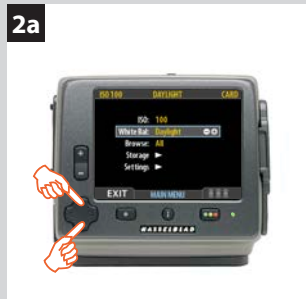 2a
ISO 100 DAYLIGHT CARD
ISO: 100
White Bal: Daylight
Browse: All
Storage
Settings
EXIT MAIN MENU
HASSELBLAD